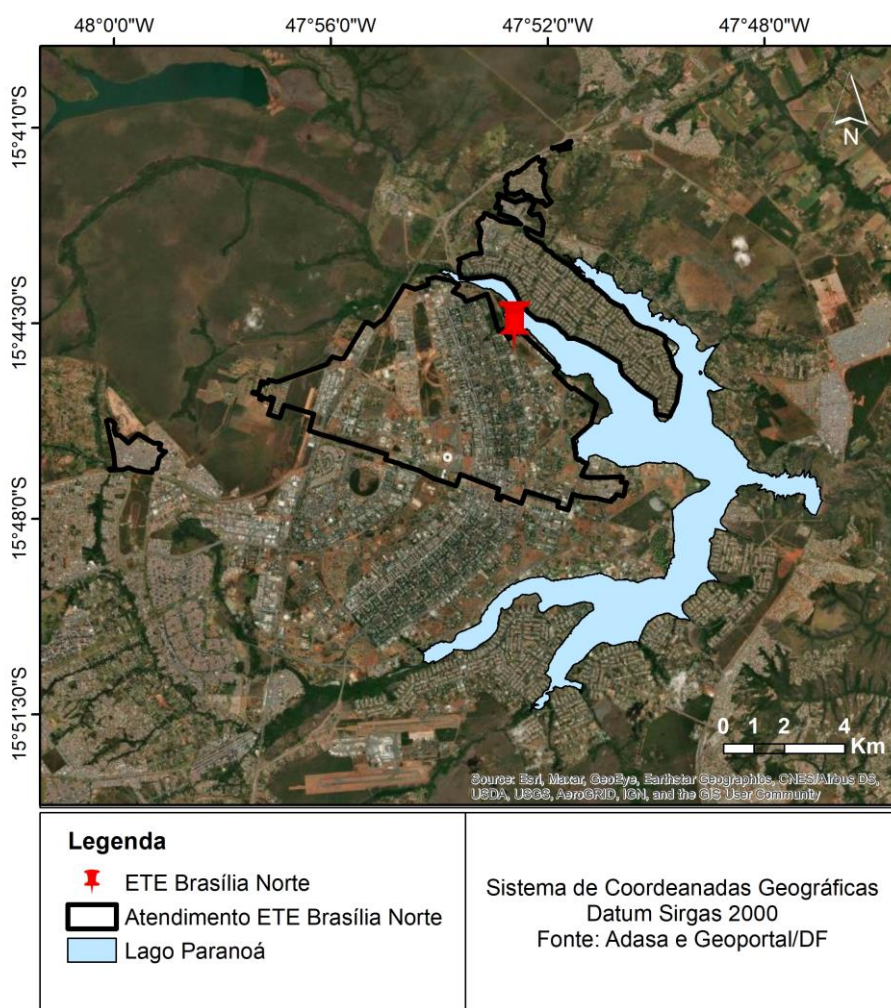 48°0'0"W 47°56'0"W 47°52'0"W 47°48'0"W
15°41'0"S
15°44'30"S
15°48'0"S
15°51'30"S
N
0 1 2 4
Km
Source: Esri, Maxar, GeoEye, Earthstar Geographics, CNES/Airbus DS,
USDA, USGS, AeroGRID, IGN, and the GIS User Community
Legenda
ETE Brasília Norte
Atendimento ETE Brasília Norte
Lago Paranoá
Sistema de Coordeanadas Geográficas
Datum Sirgas 2000
Fonte: Adasa e Geoportal/DF